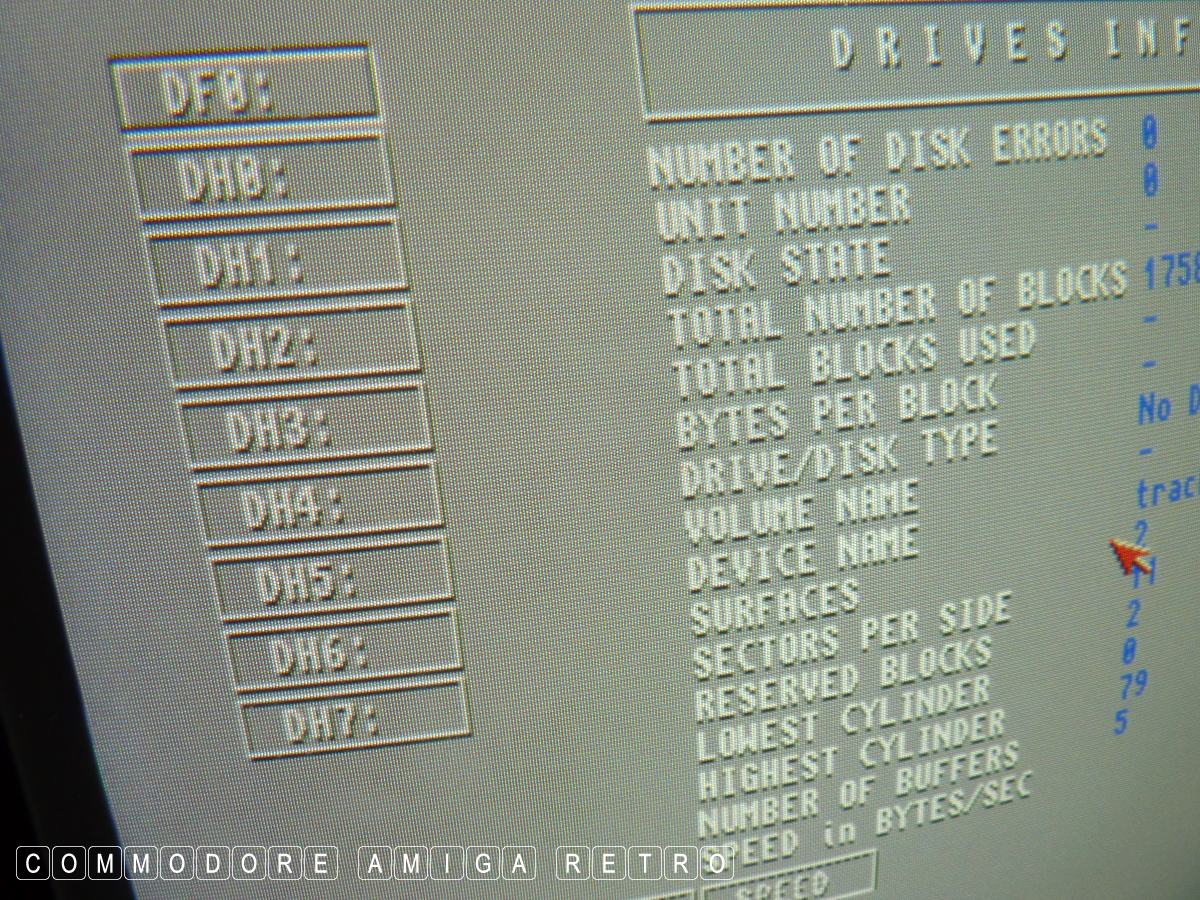 DF0:
DH0:
DH1:
DH2:
DH3:
DH4:
DH5:
DH6:
DH7:
DRIVES INF
NUMBER OF DISK ERRORS 0
UNIT NUMBER 0
DISK STATE -
TOTAL NUMBER OF BLOCKS 1758
TOTAL BLOCKS USED -
BYTES PER BLOCK -
DRIVE/DISK TYPE No D
VOLUME NAME -
DEVICE NAME trac
SURFACES 2
SECTORS PER SIDE 11
RESERVED BLOCKS 2
LOWEST CYLINDER 0
HIGHEST CYLINDER 79
NUMBER OF BUFFERS 5
SPEED in BYTES/SEC
SPEED
COMMODORE AMIGA RETRO